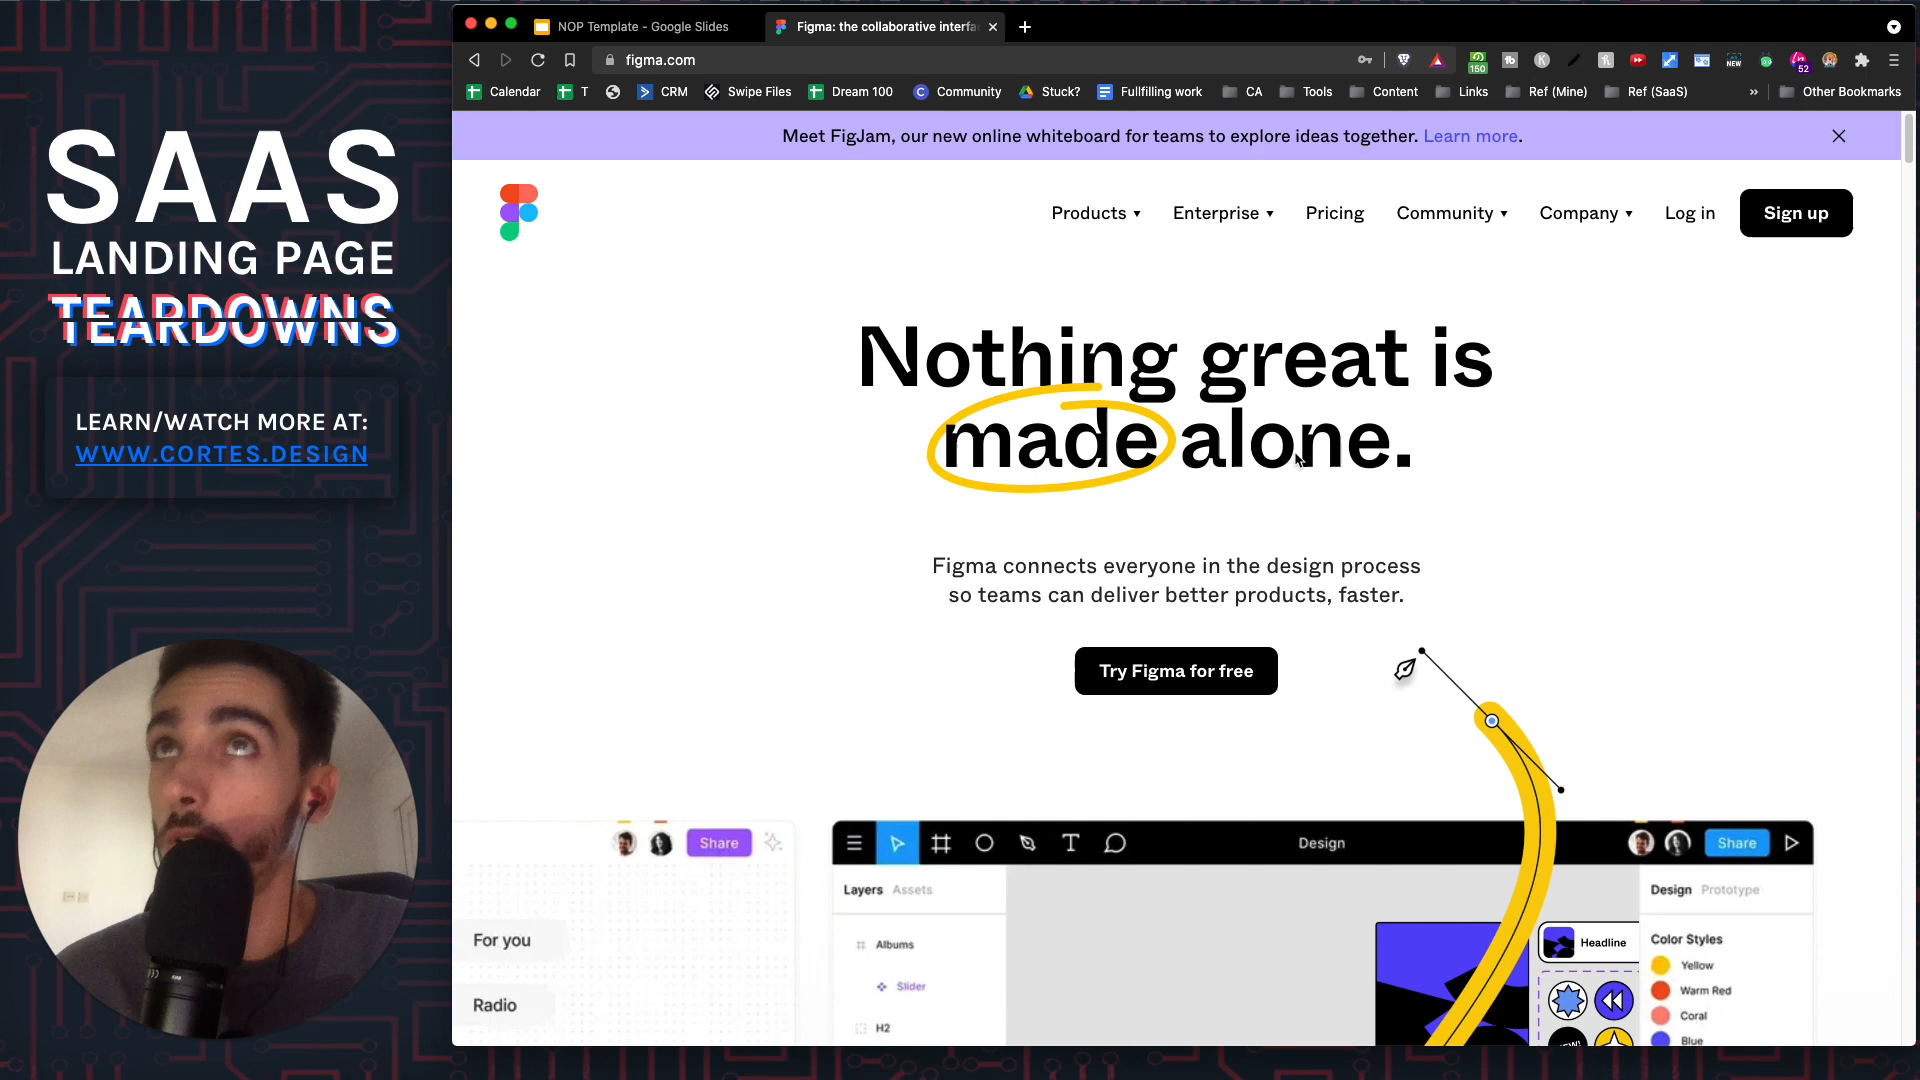 SAAS
LANDING PAGE
TEARDOWNS
LEARN/WATCH MORE AT:
WWW.CORTES.DESIGN
NOP Template - Google Slides
Figma: the collaborative interfa
figma.com
150
NEW
52
Calendar
T
CRM
Swipe Files
Dream 100
Community
Stuck?
Fullfilling work
CA
Tools
Content
Links
Ref (Mine)
Ref (SaaS)
»
Other Bookmarks
Meet FigJam, our new online whiteboard for teams to explore ideas together. Learn more.
Products
Enterprise
Pricing
Community
Company
Log in
Sign up
Nothing great is
made alone.
Figma connects everyone in the design process
so teams can deliver better products, faster.
Try Figma for free
Share
For you
Radio
Design
Share
Layers
Assets
Albums
Slider
H2
Headline
Design
Prototype
Color Styles
Yellow
Warm Red
Coral
Blue